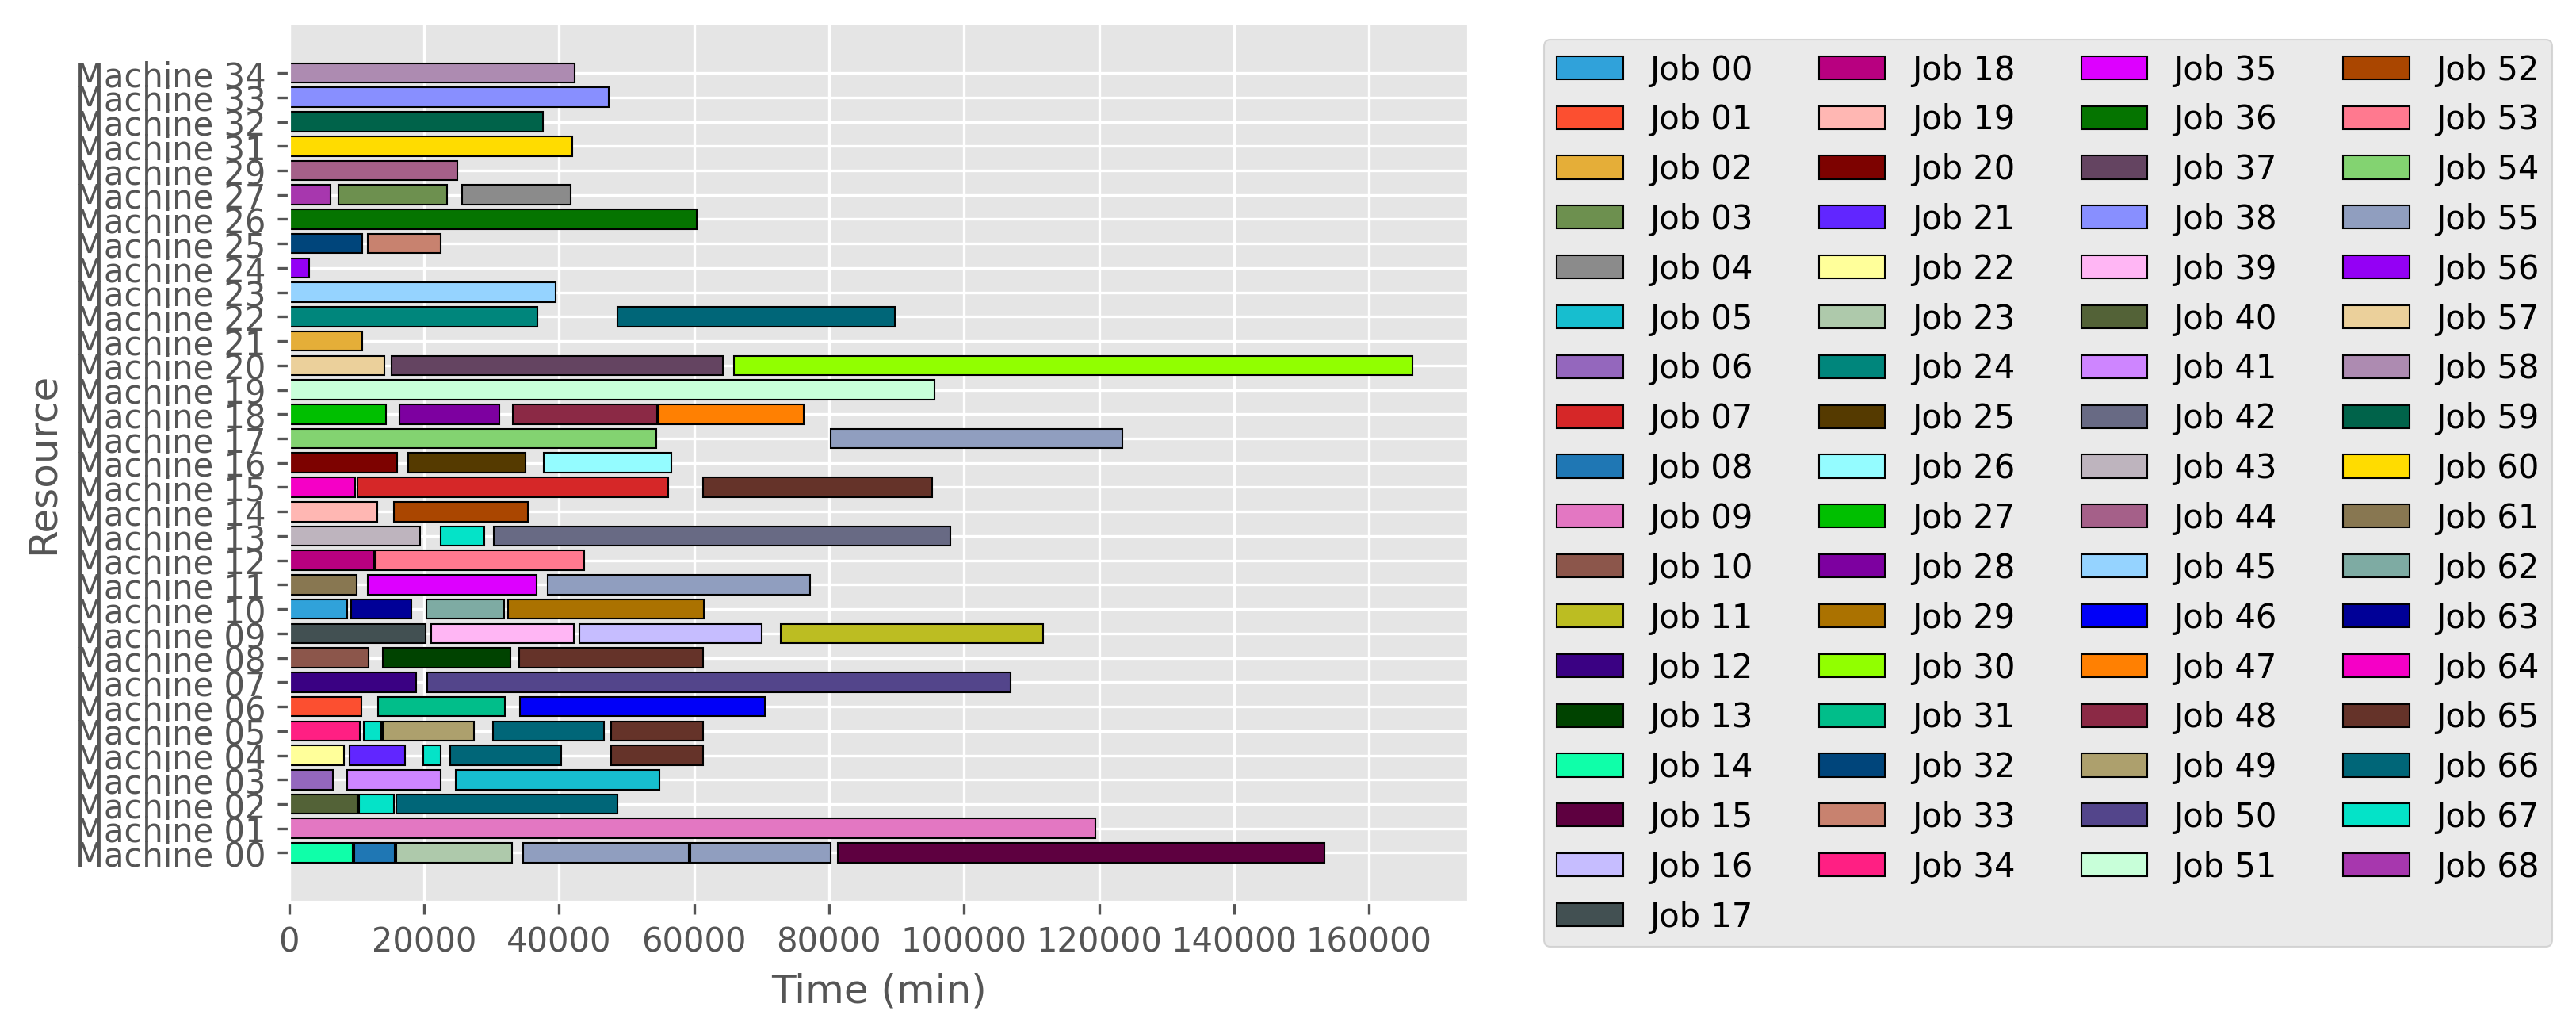 Resource
Machine 34
Machine 33
Machine 32
Machine 31
Machine 29
Machine 27
Machine 26
Machine 25
Machine 24
Machine 23
Machine 22
Machine 21
Machine 20
Machine 19
Machine 18
Machine 17
Machine 16
Machine 15
Machine 14
Machine 13
Machine 12
Machine 11
Machine 10
Machine 09
Machine 08
Machine 07
Machine 06
Machine 05
Machine 04
Machine 03
Machine 02
Machine 01
Machine 00
0 20000 40000 60000 80000 100000 120000 140000 160000
Time (min)
Job 00 Job 18 Job 35 Job 52
Job 01 Job 19 Job 36 Job 53
Job 02 Job 20 Job 37 Job 54
Job 03 Job 21 Job 38 Job 55
Job 04 Job 22 Job 39 Job 56
Job 05 Job 23 Job 40 Job 57
Job 06 Job 24 Job 41 Job 58
Job 07 Job 25 Job 42 Job 59
Job 08 Job 26 Job 43 Job 60
Job 09 Job 27 Job 44 Job 61
Job 10 Job 28 Job 45 Job 62
Job 11 Job 29 Job 46 Job 63
Job 12 Job 30 Job 47 Job 64
Job 13 Job 31 Job 48 Job 65
Job 14 Job 32 Job 49 Job 66
Job 15 Job 33 Job 50 Job 67
Job 16 Job 34 Job 51 Job 68
Job 17